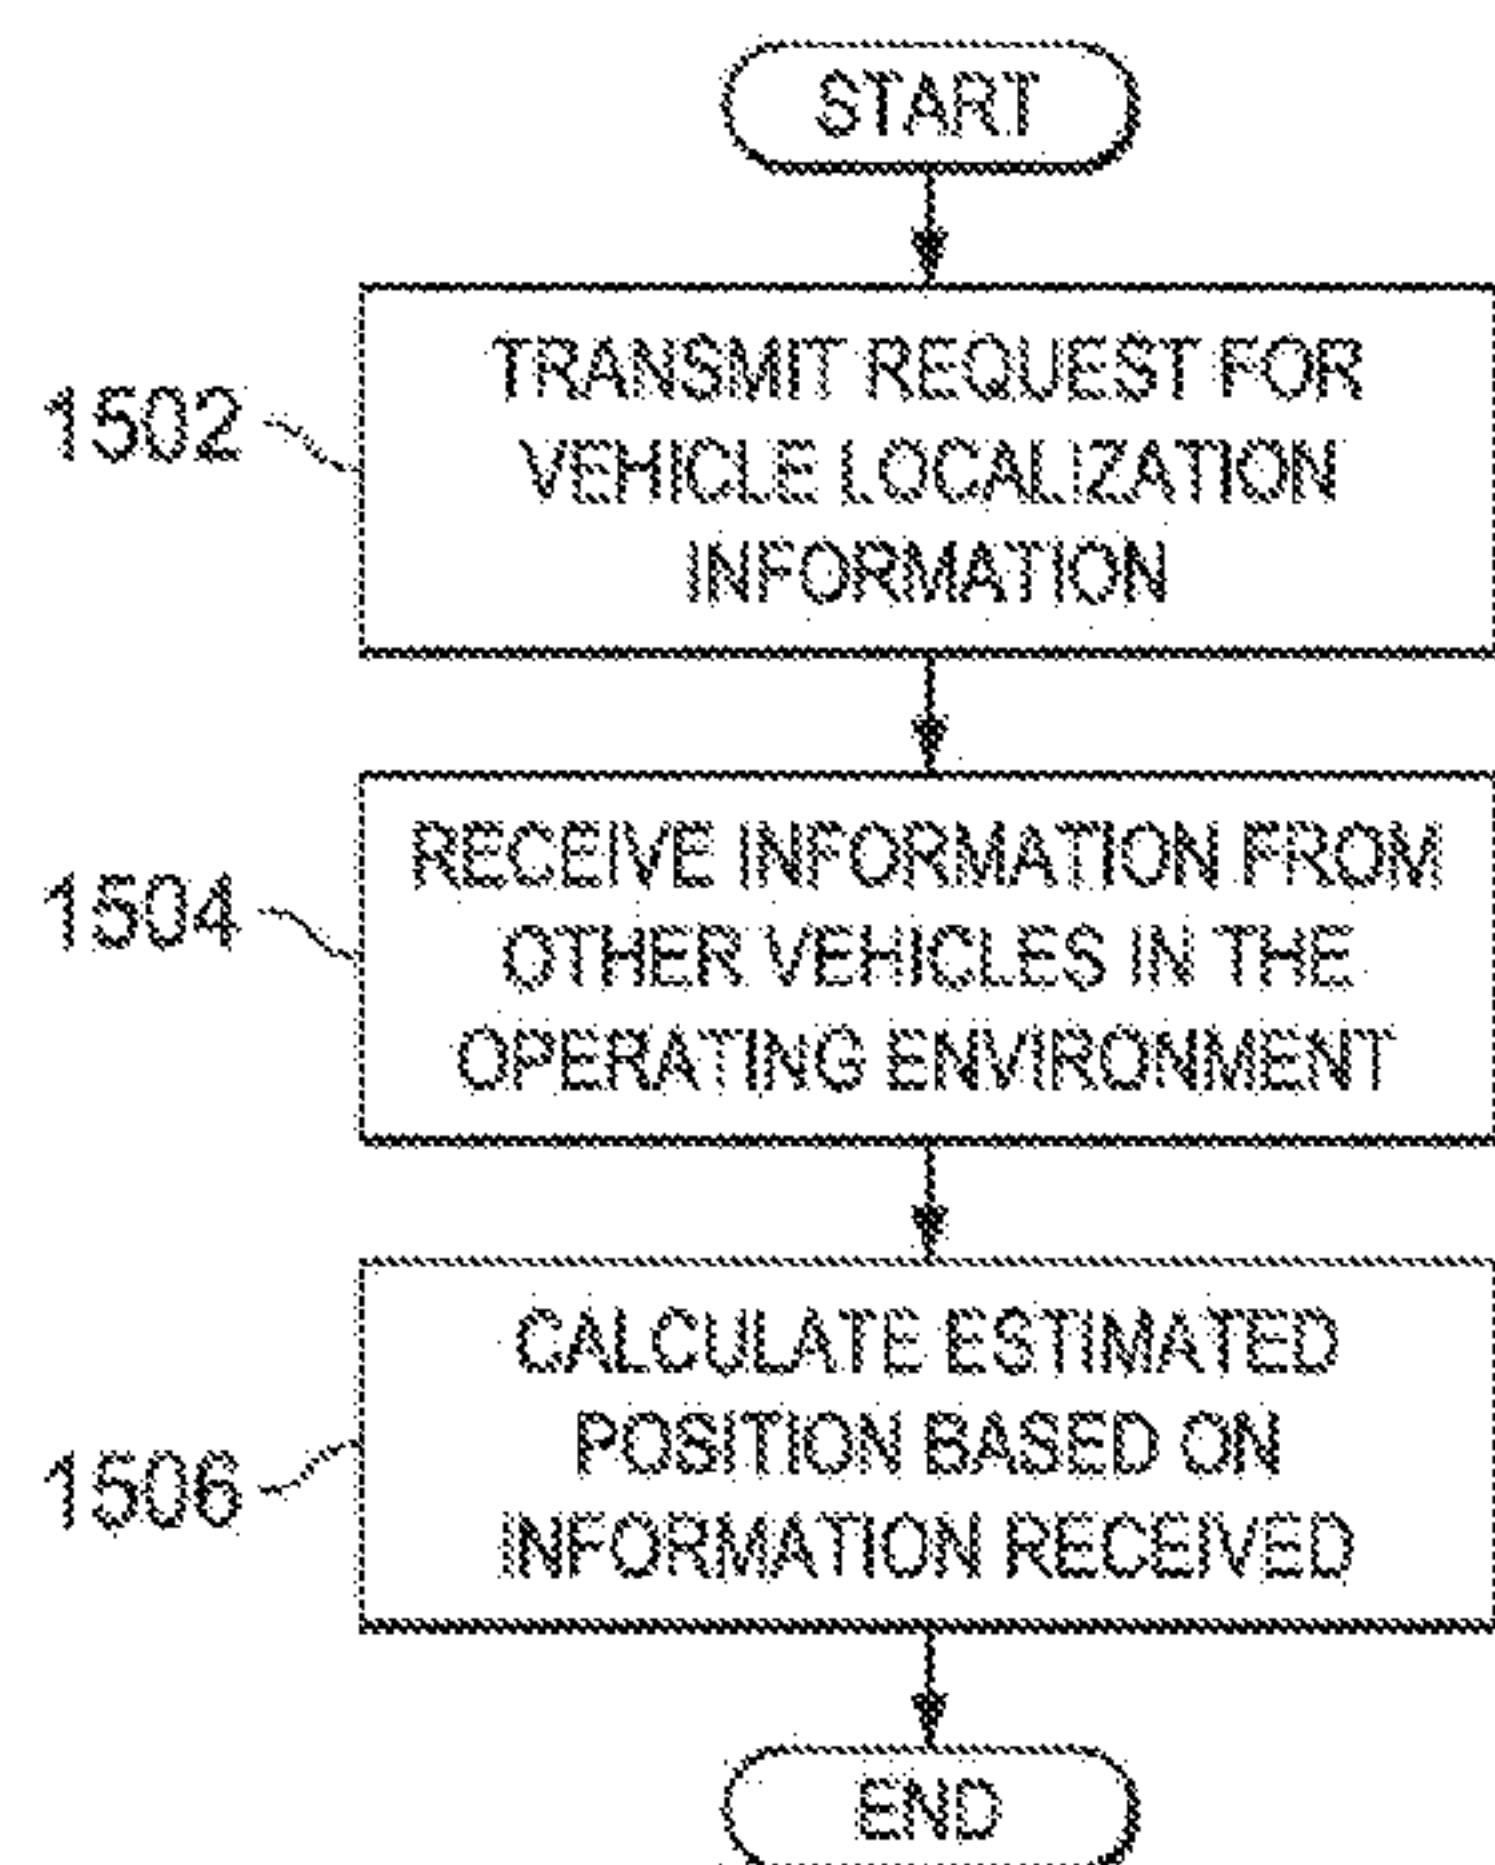 START
1502
TRANSMIT REQUEST FOR
VEHICLE LOCALIZATION
INFORMATION
1504
RECEIVE INFORMATION FROM
OTHER VEHICLES IN THE
OPERATING ENVIRONMENT
1506
CALCULATE ESTIMATED
POSITION BASED ON
INFORMATION RECEIVED
END